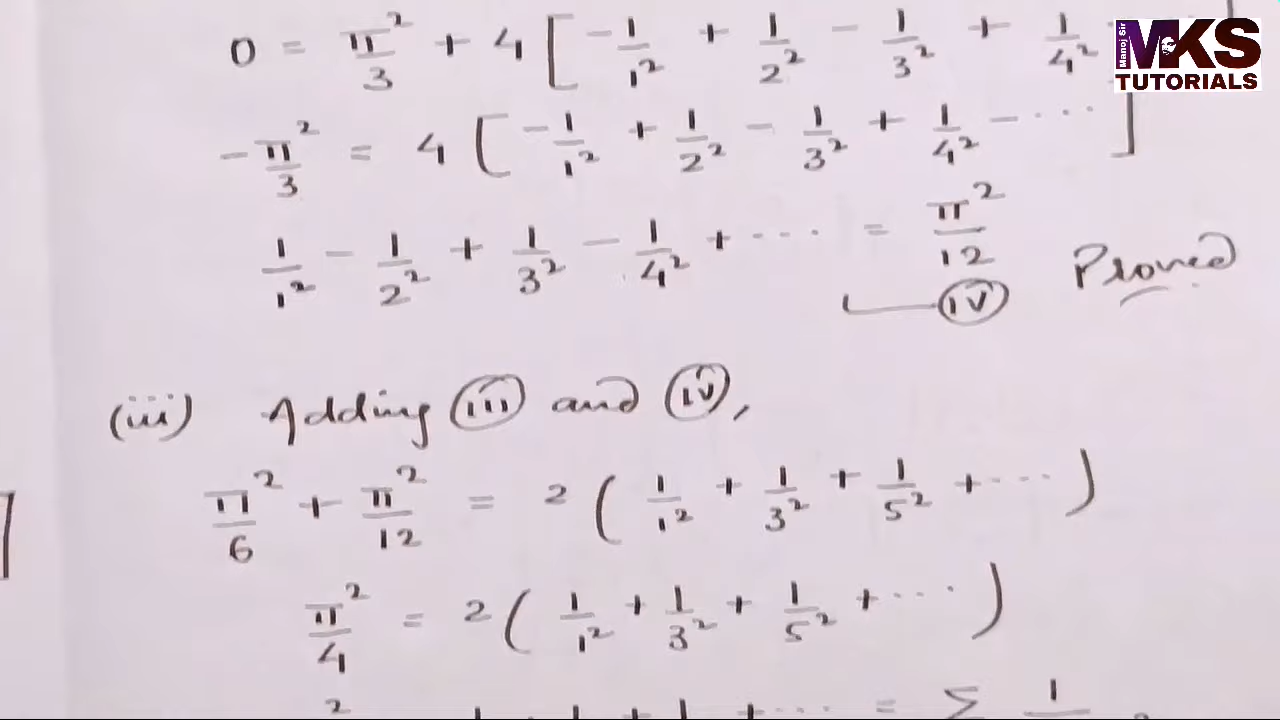 Manoj Sir
MKS
TUTORIALS
0 = π²/3 + 4 [ -1/1² + 1/2² - 1/3² + 1/4²
-π²/3 = 4 [ -1/1² + 1/2² - 1/3² + 1/4² - .... ]
1/1² - 1/2² + 1/3² - 1/4² + .... = π²/12 Proved
(iv)
(iii) Adding (iii) and (iv),
π²/6 + π²/12 = 2 ( 1/1² + 1/3² + 1/5² + .... )
π²/4 = 2 ( 1/1² + 1/3² + 1/5² + .... )